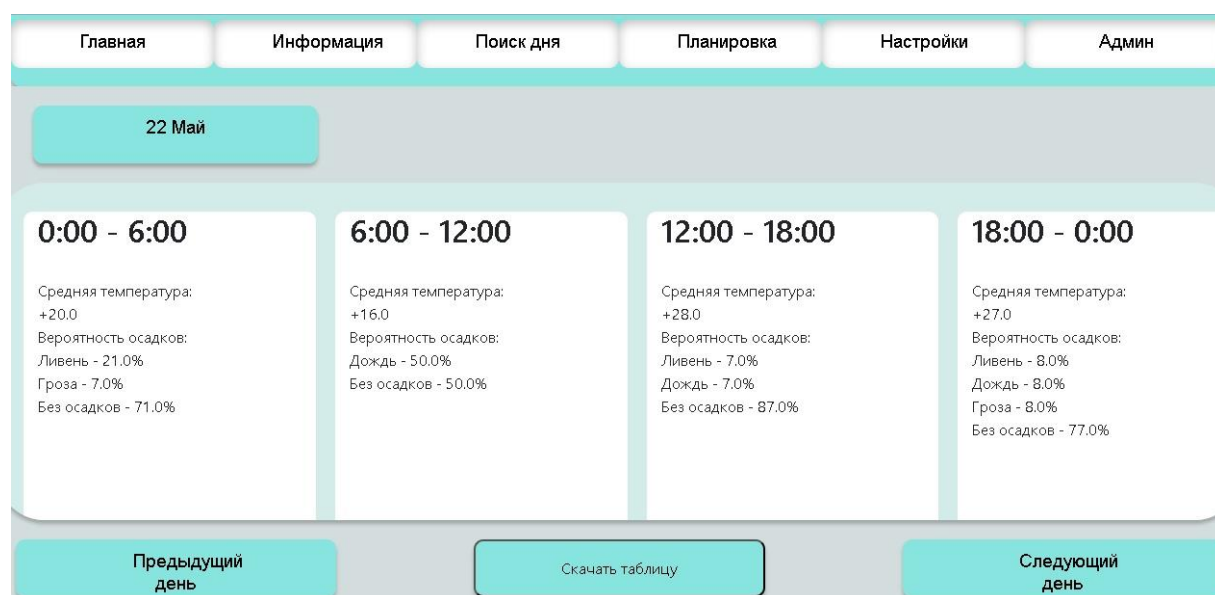 Главная
Информация
Поиск дня
Планировка
Настройки
Админ
22 Май
0:00 - 6:00
Средняя температура:
+20.0
Вероятность осадков:
Ливень - 21.0%
Гроза - 7.0%
Без осадков - 71.0%
6:00 - 12:00
Средняя температура:
+16.0
Вероятность осадков:
Дождь - 50.0%
Без осадков - 50.0%
12:00 - 18:00
Средняя температура:
+28.0
Вероятность осадков:
Ливень - 7.0%
Дождь - 7.0%
Без осадков - 87.0%
18:00 - 0:00
Средняя температура:
+27.0
Вероятность осадков:
Ливень - 8.0%
Дождь - 8.0%
Гроза - 8.0%
Без осадков - 77.0%
Предыдущий
день
Скачать таблицу
Следующий
день